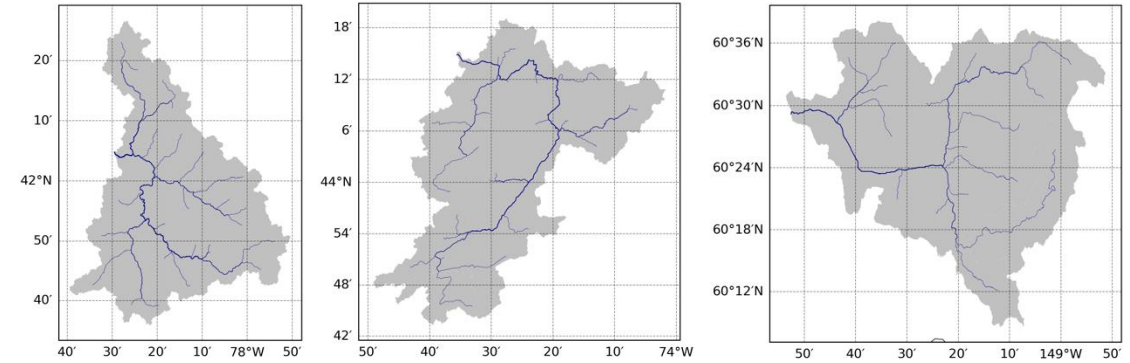 20′
10′
42°N
50′
40′
40′ 30′ 20′ 10′ 78°W 50′
18′
12′
6′
44°N
54′
48′
42′
50′ 40′ 30′ 20′ 10′ 74°W
60°36′N
60°30′N
60°24′N
60°18′N
60°12′N
50′ 40′ 30′ 20′ 10′ 149°W 50′